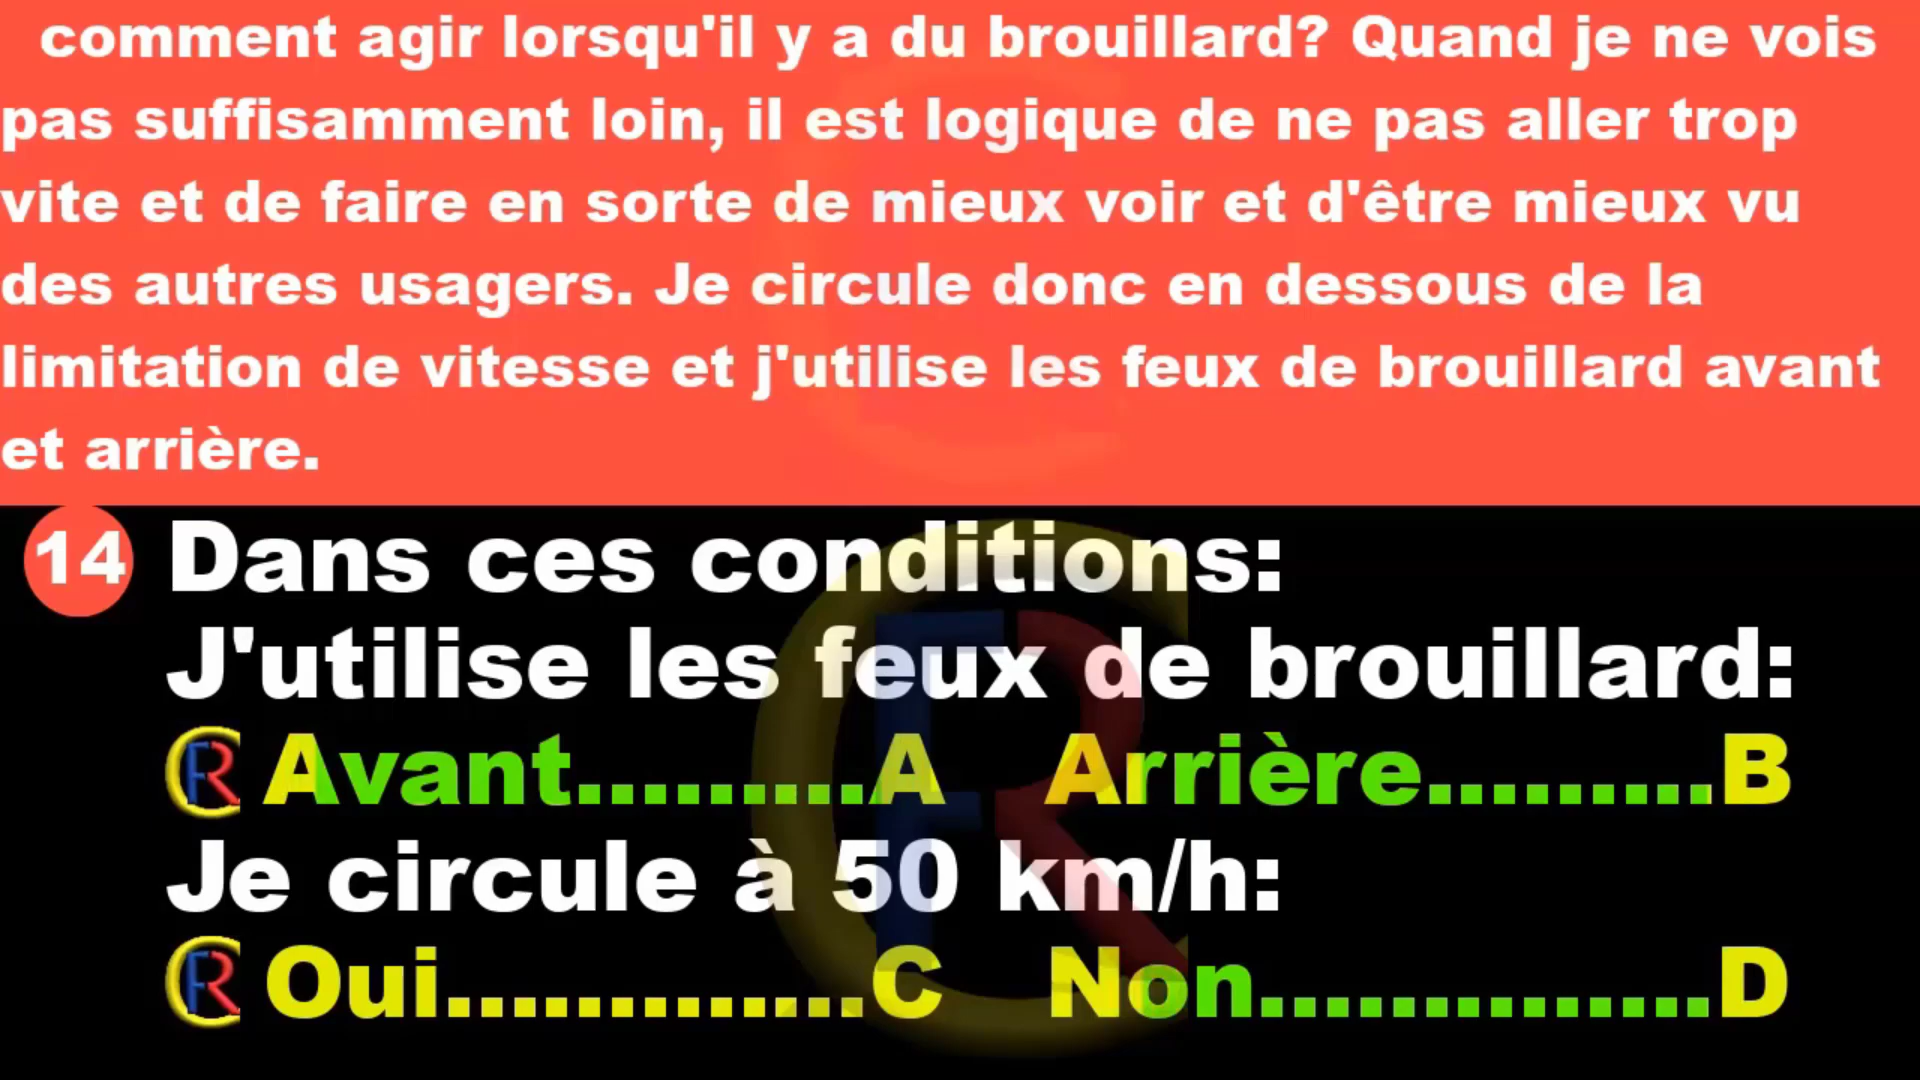 comment agir lorsqu'il y a du brouillard? Quand je ne vois
pas suffisamment loin, il est logique de ne pas aller trop
vite et de faire en sorte de mieux voir et d'être mieux vu
des autres usagers. Je circule donc en dessous de la
limitation de vitesse et j'utilise les feux de brouillard avant
et arrière.
14 Dans ces conditions:
J'utilise les feux de brouillard:
CFR Avant.........A Arrière.........B
Je circule à 50 km/h:
CFR Oui.............C Non..............D